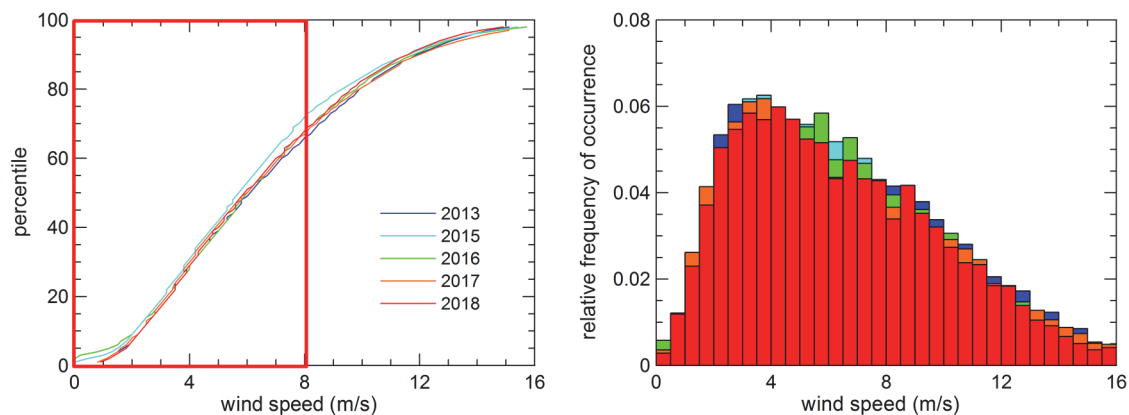 percentile
100
80
60
40
20
0
0 4 8 12 16
wind speed (m/s)
2013
2015
2016
2017
2018
relative frequency of occurrence
0.08
0.06
0.04
0.02
0
0 4 8 12 16
wind speed (m/s)